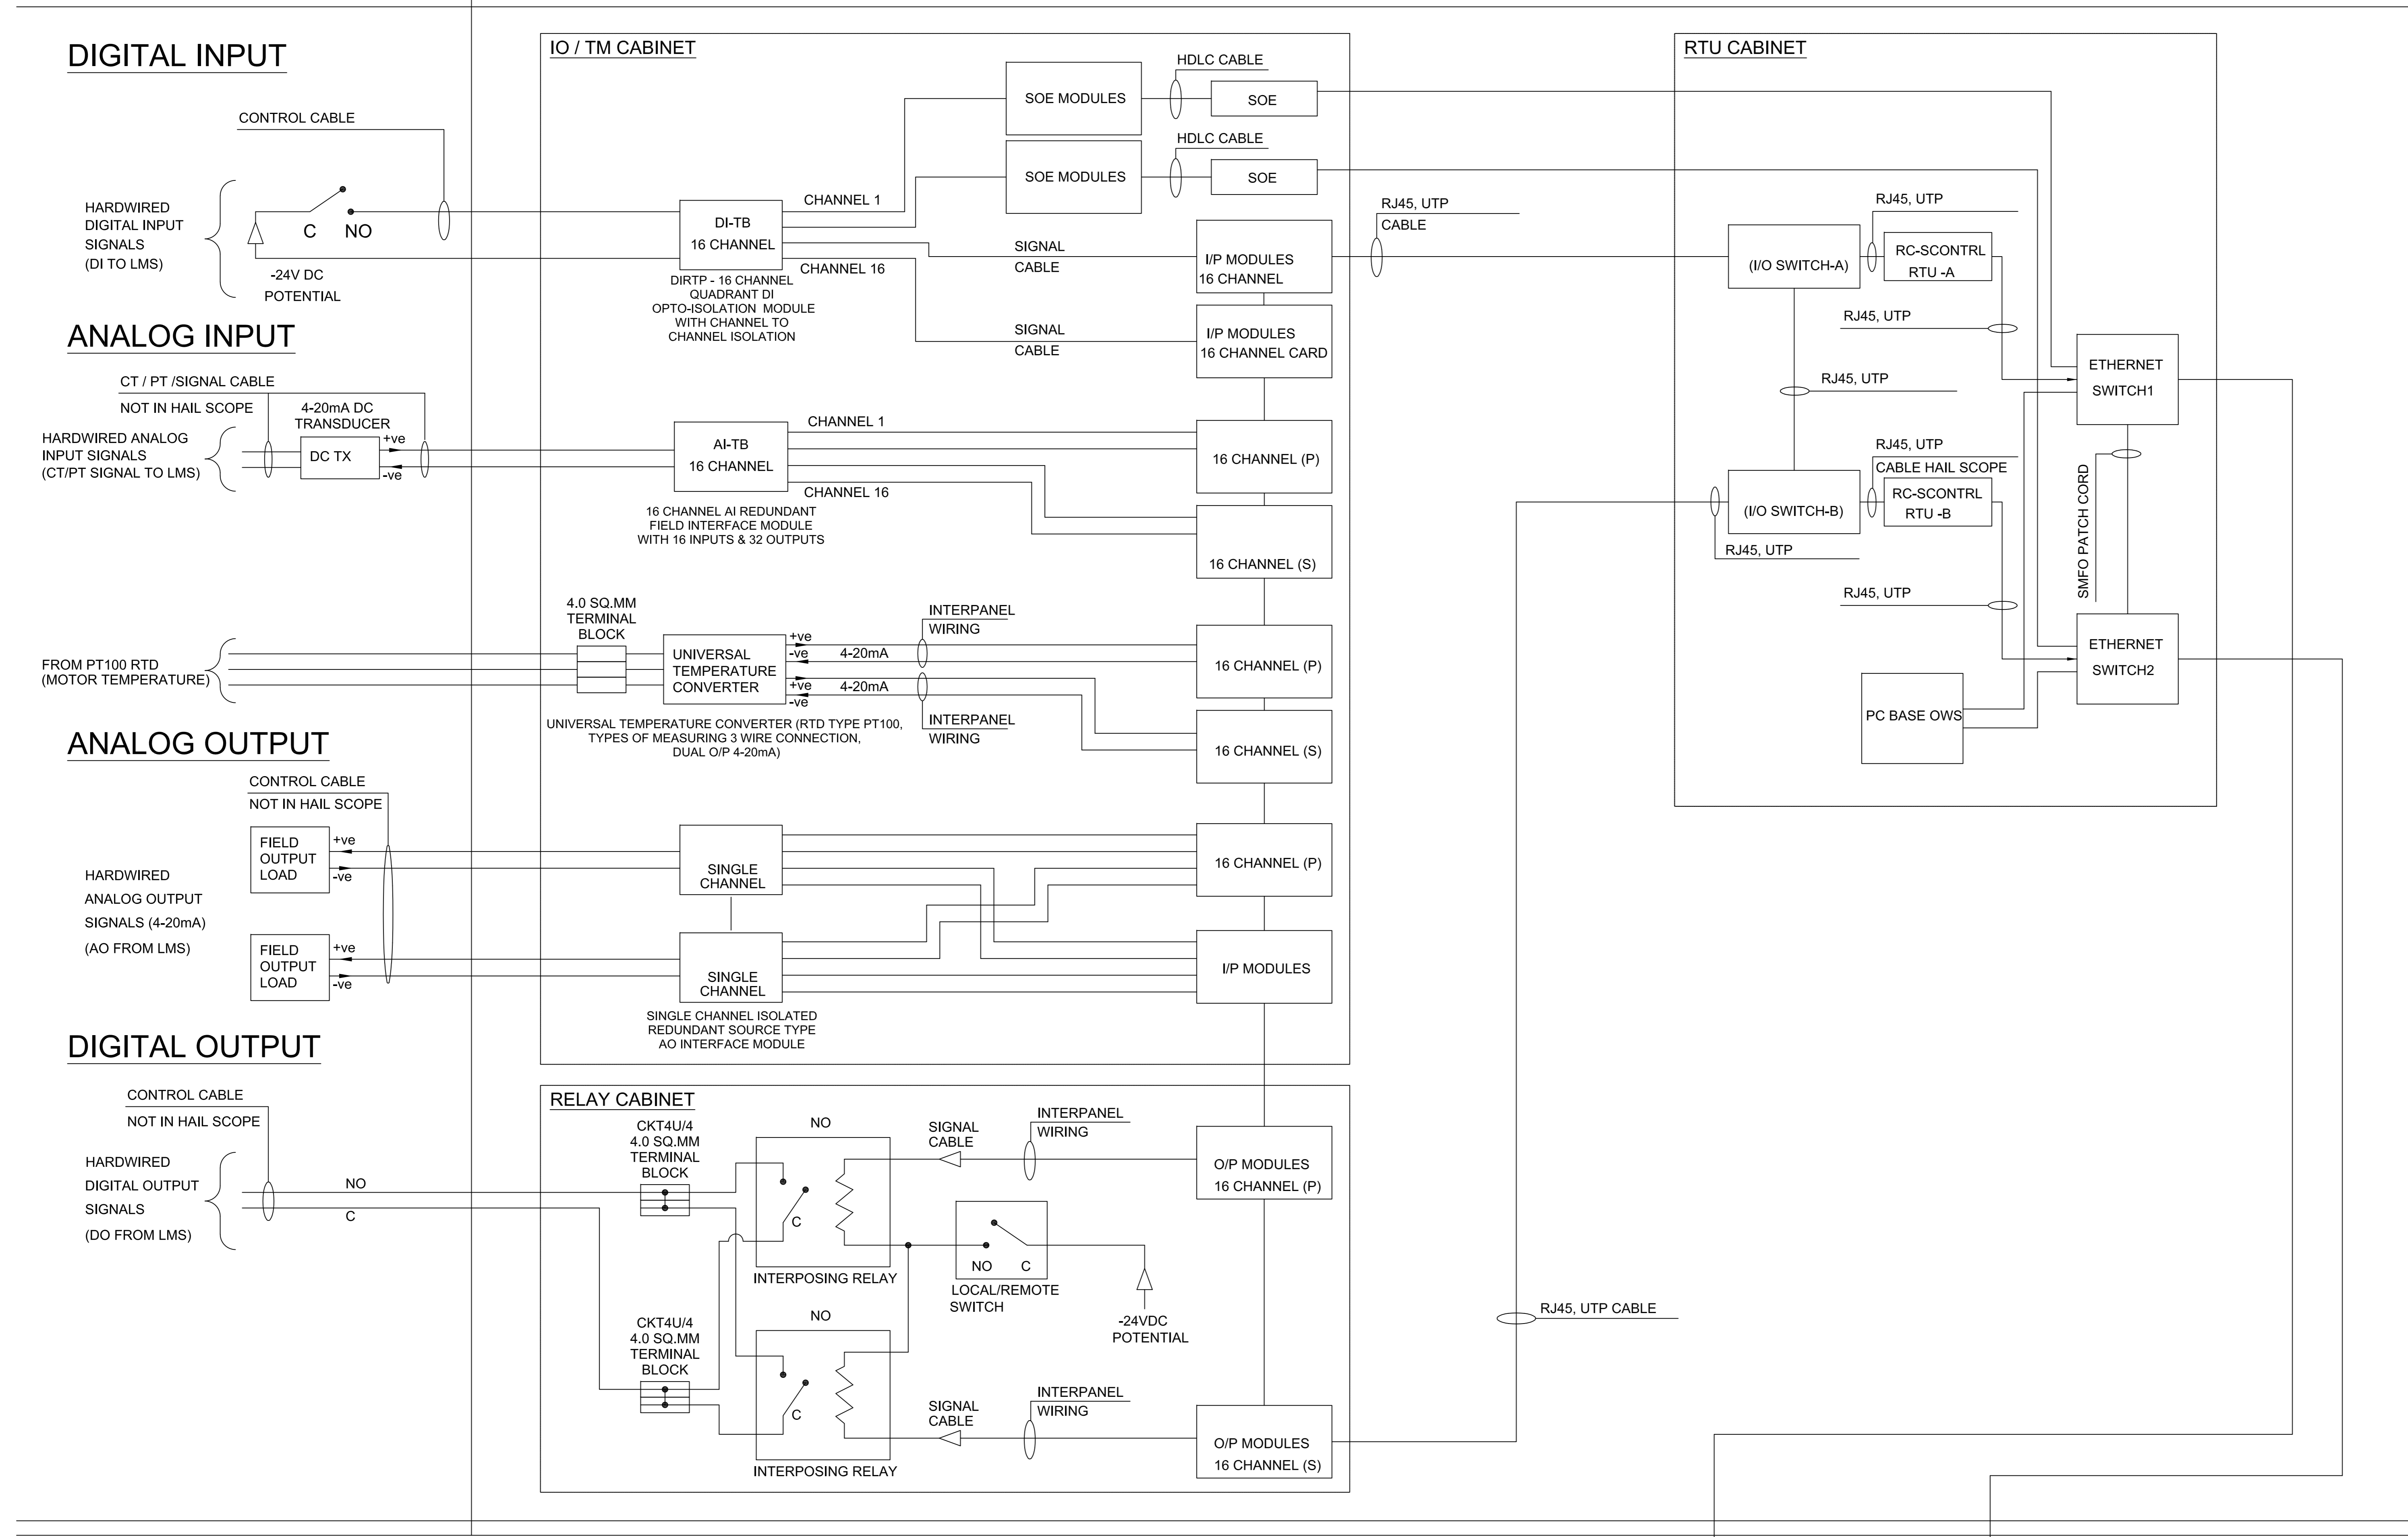 DIGITAL INPUT
CONTROL CABLE
HARDWIRED
DIGITAL INPUT
SIGNALS
(DI TO LMS)
C NO
-24V DC
POTENTIAL
ANALOG INPUT
CT / PT /SIGNAL CABLE
NOT IN HAIL SCOPE
4-20mA DC
TRANSDUCER
HARDWIRED ANALOG
INPUT SIGNALS
(CT/PT SIGNAL TO LMS)
DC TX
+ve
-ve
FROM PT100 RTD
(MOTOR TEMPERATURE)
ANALOG OUTPUT
CONTROL CABLE
NOT IN HAIL SCOPE
FIELD
OUTPUT
LOAD
+ve
-ve
HARDWIRED
ANALOG OUTPUT
SIGNALS (4-20mA)
(AO FROM LMS)
FIELD
OUTPUT
LOAD
+ve
-ve
DIGITAL OUTPUT
CONTROL CABLE
NOT IN HAIL SCOPE
HARDWIRED
DIGITAL OUTPUT
SIGNALS
(DO FROM LMS)
NO
C
IO / TM CABINET
SOE MODULES
HDLC CABLE
SOE
SOE MODULES
HDLC CABLE
SOE
DI-TB
16 CHANNEL
CHANNEL 1
CHANNEL 16
DIRTP - 16 CHANNEL
QUADRANT DI
OPTO-ISOLATION MODULE
WITH CHANNEL TO
CHANNEL ISOLATION
SIGNAL
CABLE
I/P MODULES
16 CHANNEL
SIGNAL
CABLE
I/P MODULES
16 CHANNEL CARD
AI-TB
16 CHANNEL
CHANNEL 1
CHANNEL 16
16 CHANNEL AI REDUNDANT
FIELD INTERFACE MODULE
WITH 16 INPUTS & 32 OUTPUTS
16 CHANNEL (P)
16 CHANNEL (S)
4.0 SQ.MM
TERMINAL
BLOCK
UNIVERSAL
TEMPERATURE
CONVERTER
+ve
-ve
4-20mA
+ve
-ve
4-20mA
INTERPANEL
WIRING
INTERPANEL
WIRING
UNIVERSAL TEMPERATURE CONVERTER (RTD TYPE PT100,
TYPES OF MEASURING 3 WIRE CONNECTION,
DUAL O/P 4-20mA)
16 CHANNEL (P)
16 CHANNEL (S)
SINGLE
CHANNEL
16 CHANNEL (P)
SINGLE
CHANNEL
I/P MODULES
SINGLE CHANNEL ISOLATED
REDUNDANT SOURCE TYPE
AO INTERFACE MODULE
RELAY CABINET
CKT4U/4
4.0 SQ.MM
TERMINAL
BLOCK
NO
C
INTERPOSING RELAY
SIGNAL
CABLE
INTERPANEL
WIRING
O/P MODULES
16 CHANNEL (P)
NO C
LOCAL/REMOTE
SWITCH
-24VDC
POTENTIAL
CKT4U/4
4.0 SQ.MM
TERMINAL
BLOCK
NO
C
INTERPOSING RELAY
SIGNAL
CABLE
INTERPANEL
WIRING
O/P MODULES
16 CHANNEL (S)
RJ45, UTP
CABLE
RJ45, UTP CABLE
RTU CABINET
RJ45, UTP
(I/O SWITCH-A)
RC-SCONTRL
RTU -A
RJ45, UTP
RJ45, UTP
ETHERNET
SWITCH1
RJ45, UTP
CABLE HAIL SCOPE
(I/O SWITCH-B)
RC-SCONTRL
RTU -B
RJ45, UTP
RJ45, UTP
SMFO PATCH CORD
ETHERNET
SWITCH2
PC BASE OWS